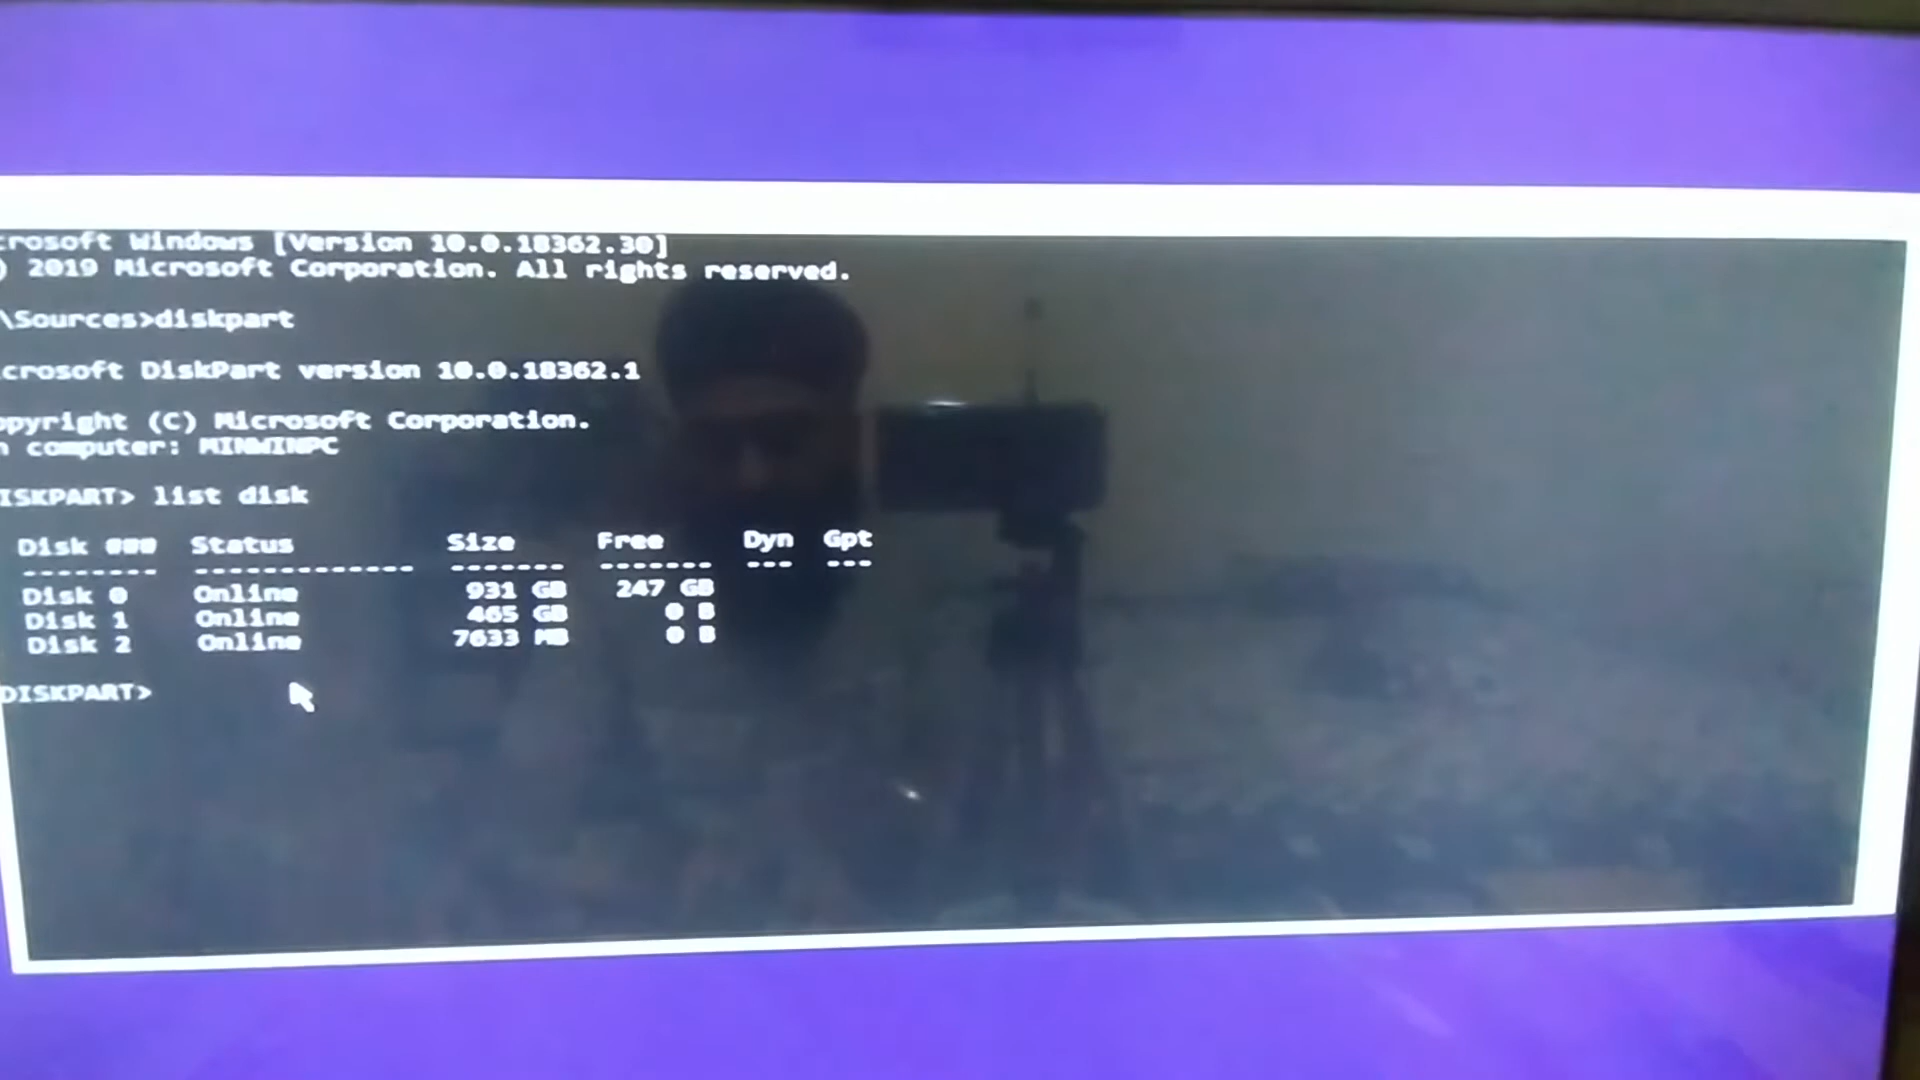 crosoft Windows [Version 10.0.18362.30]
) 2019 Microsoft Corporation. All rights reserved.
\Sources>diskpart
crosoft DiskPart version 10.0.18362.1
opyright (C) Microsoft Corporation.
n computer: MINWINPC
ISKPART> list disk
Disk ### Status Size Free Dyn Gpt
-------- ------------- ------- ------- --- ---
Disk 0 Online 931 GB 247 GB
Disk 1 Online 465 GB 0 B
Disk 2 Online 7633 MB 0 B
DISKPART>